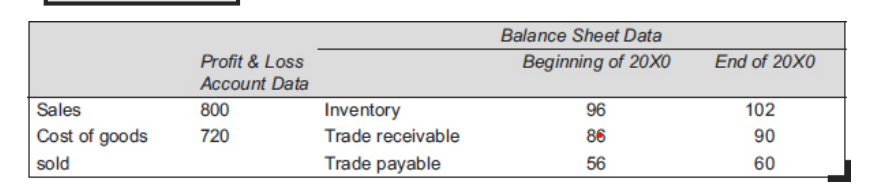 Balance Sheet Data
Profit & Loss Beginning of 20X0 End of 20X0
Account Data
Sales 800 Inventory 96 102
Cost of goods 720 Trade receivable 86 90
sold Trade payable 56 60